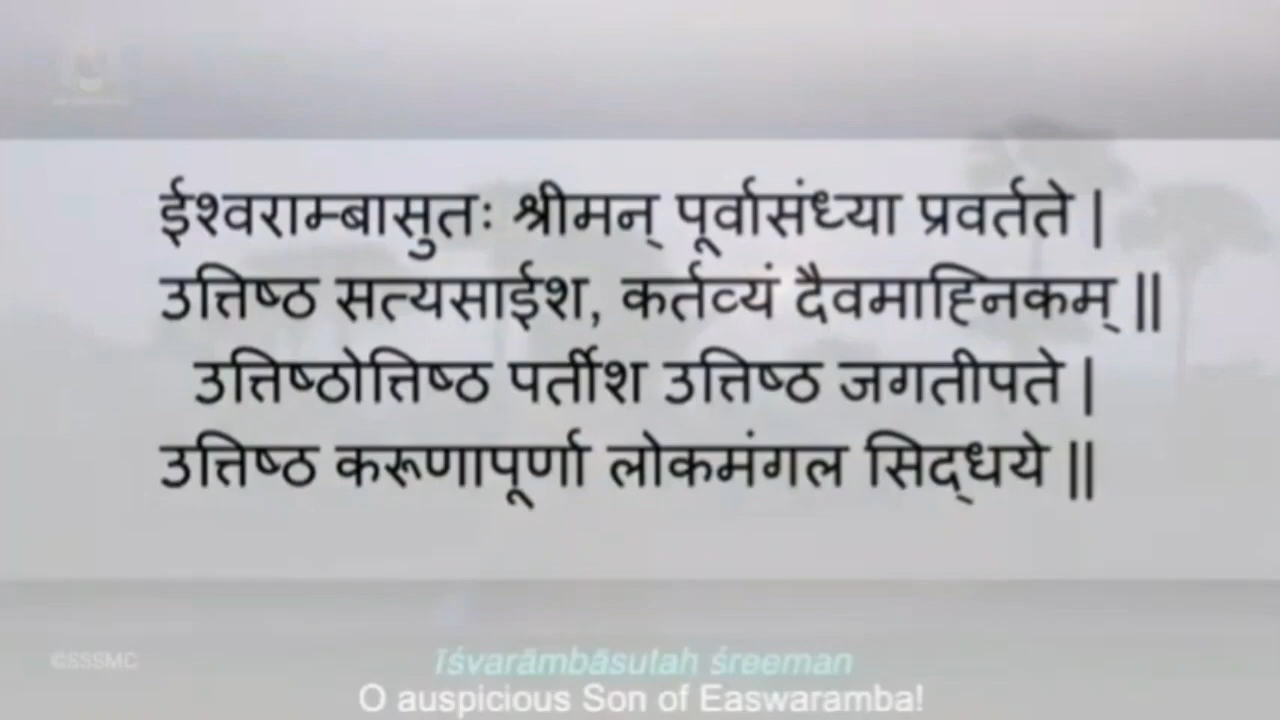 ईश्वराम्बासुतः श्रीमन् पूर्वासंध्या प्रवर्तते |
उत्तिष्ठ सत्यसाईश, कर्तव्यं दैवमाह्निकम् ||
उत्तिष्ठोत्तिष्ठ पर्तीश उत्तिष्ठ जगतीपते |
उत्तिष्ठ करूणापूर्णा लोकमंगल सिद्धये ||
©SSSMC
Iśvarāmbāsutah śreeman
O auspicious Son of Easwaramba!